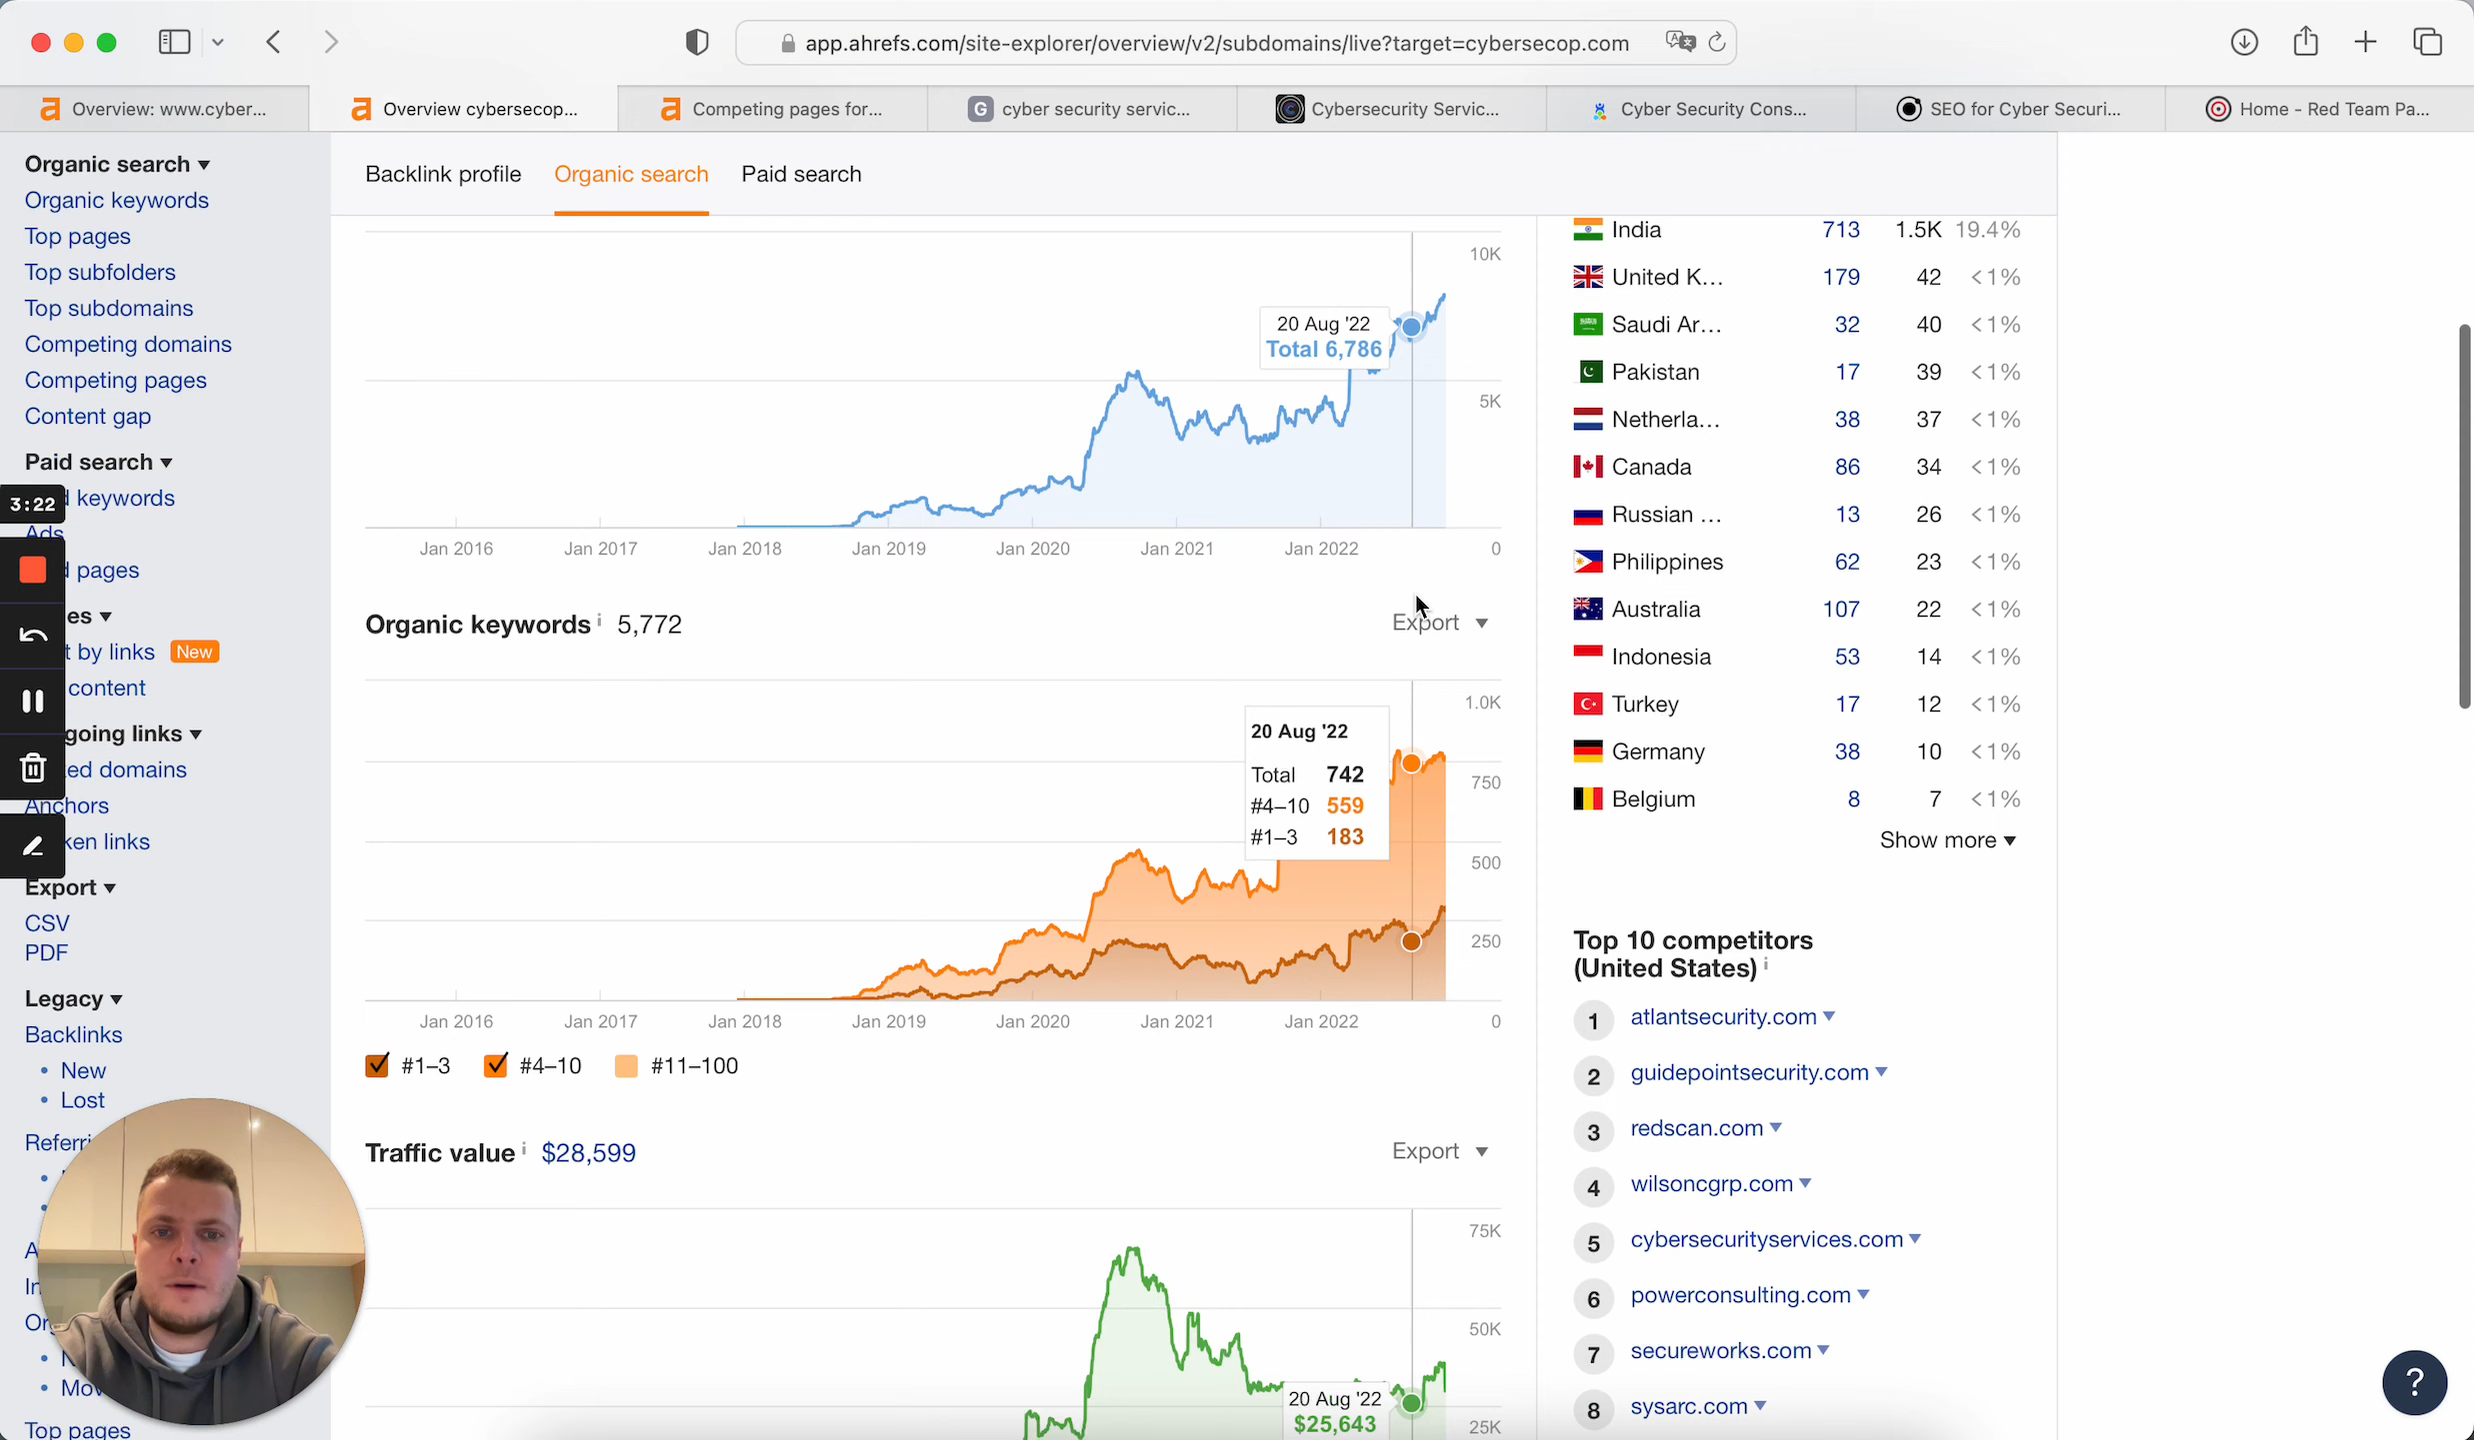 app.ahrefs.com/site-explorer/overview/v2/subdomains/live?target=cybersecop.com
Overview: www.cyber...
Overview cybersecop...
Competing pages for...
G cyber security servic...
Cybersecurity Servic...
Cyber Security Cons...
SEO for Cyber Securi...
Home - Red Team Pa...
Organic search
Organic keywords
Top pages
Top subfolders
Top subdomains
Competing domains
Competing pages
Content gap
Paid search
3:22
keywords
Ads
pages
es
t by links New
content
going links
ed domains
Anchors
ken links
Export
CSV
PDF
Legacy
Backlinks
• New
• Lost
Referri
A
In
Or
• N
• Mov
Top pages
Backlink profile Organic search Paid search
10K
20 Aug '22
Total 6,786
5K
Jan 2016 Jan 2017 Jan 2018 Jan 2019 Jan 2020 Jan 2021 Jan 2022 0
Organic keywords i 5,772 Export
1.0K
20 Aug '22
Total 742
#4–10 559
#1–3 183
750
500
250
Jan 2016 Jan 2017 Jan 2018 Jan 2019 Jan 2020 Jan 2021 Jan 2022 0
#1–3 #4–10 #11–100
Traffic value i $28,599 Export
75K
50K
20 Aug '22
$25,643
25K
India 713 1.5K 19.4%
United K... 179 42 <1%
Saudi Ar... 32 40 <1%
Pakistan 17 39 <1%
Netherla... 38 37 <1%
Canada 86 34 <1%
Russian ... 13 26 <1%
Philippines 62 23 <1%
Australia 107 22 <1%
Indonesia 53 14 <1%
Turkey 17 12 <1%
Germany 38 10 <1%
Belgium 8 7 <1%
Show more
Top 10 competitors
(United States) i
1 atlantsecurity.com
2 guidepointsecurity.com
3 redscan.com
4 wilsoncgrp.com
5 cybersecurityservices.com
6 powerconsulting.com
7 secureworks.com
8 sysarc.com
?